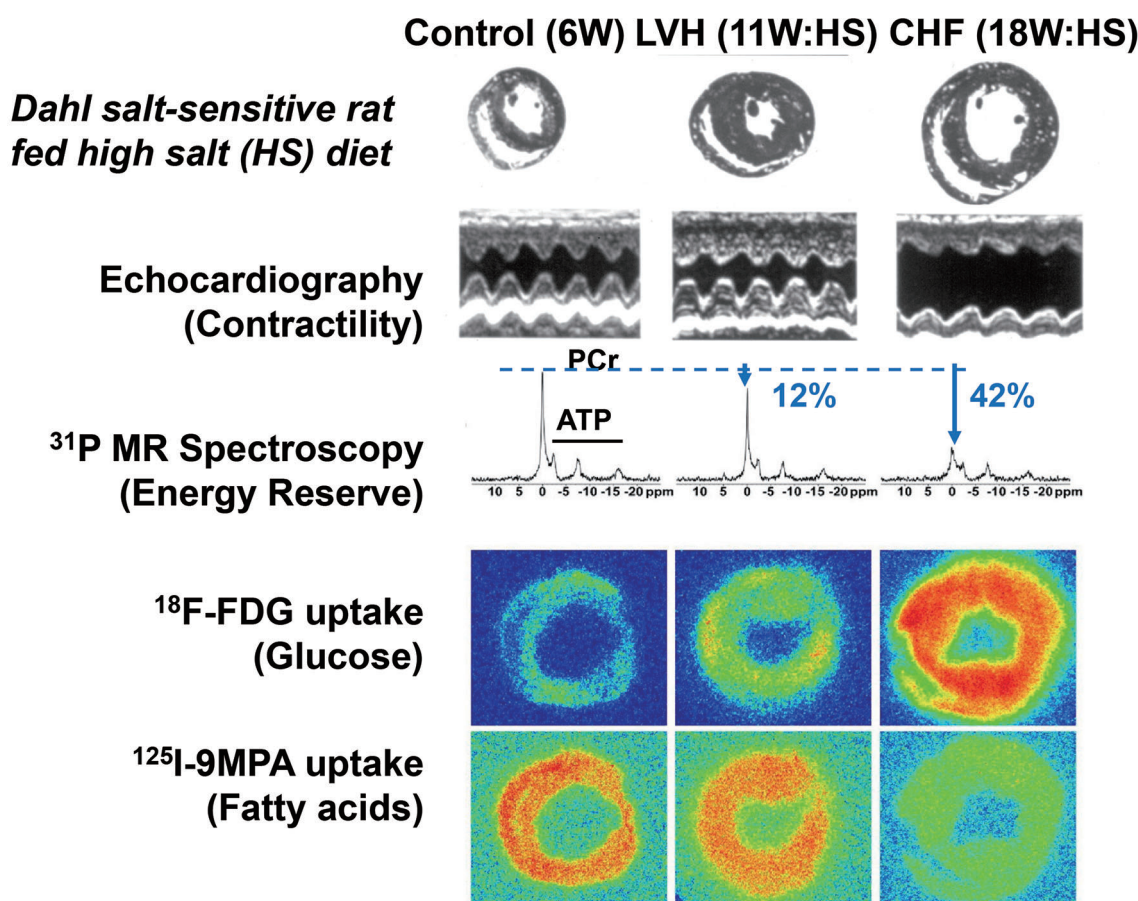 Control (6W) LVH (11W:HS) CHF (18W:HS)
Dahl salt-sensitive rat
fed high salt (HS) diet
Echocardiography
(Contractility)
PCr
12%
42%
ATP
³¹P MR Spectroscopy
(Energy Reserve)
10 5 0 -5 -10 -15 -20 ppm
10 5 0 -5 -10 -15 -20 ppm
10 5 0 -5 -10 -15 -20 ppm
¹⁸F-FDG uptake
(Glucose)
¹²⁵I-9MPA uptake
(Fatty acids)